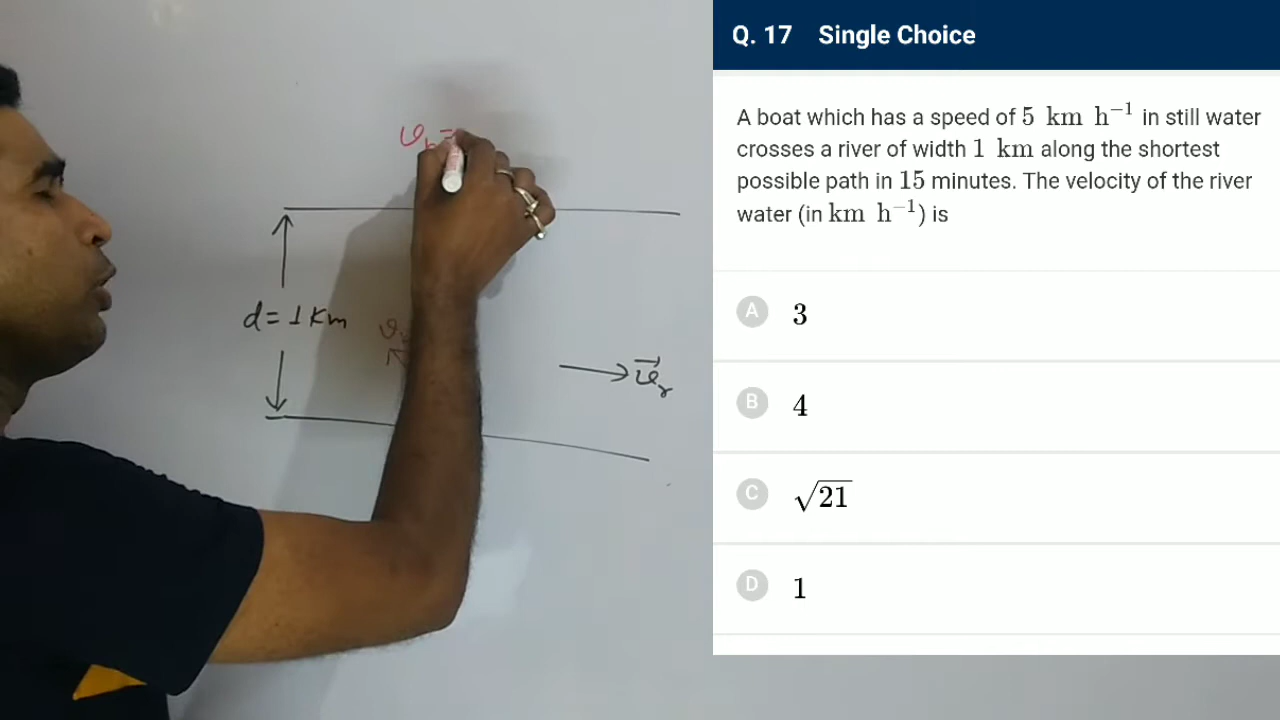 Q. 17 Single Choice
A boat which has a speed of 5 km h⁻¹ in still water
crosses a river of width 1 km along the shortest
possible path in 15 minutes. The velocity of the river
water (in km h⁻¹) is
A 3
B 4
C √21
D 1
υ_b =
d = 1 Km
υ
υ⃗_r